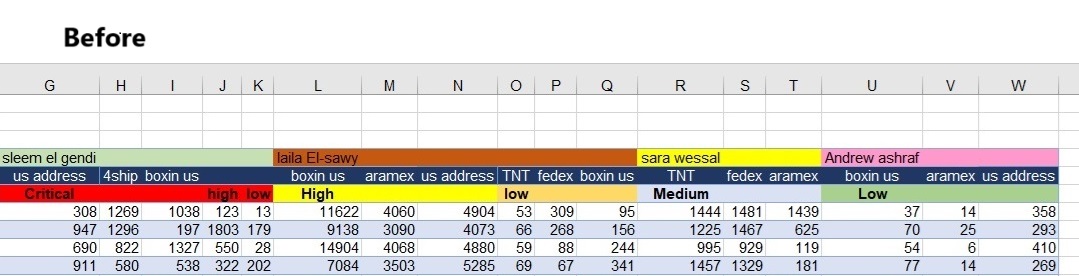 Before
G H I J K L M N O P Q R S T U V W
sleem el gendi laila El-sawy sara wessal Andrew ashraf
us address 4ship boxin us boxin us aramex us address TNT fedex boxin us TNT fedex aramex boxin us aramex us address
Critical high low High low Medium Low
308 1269 1038 123 13 11622 4060 4904 53 309 95 1444 1481 1439 37 14 358
947 1296 197 1803 179 9138 3090 4073 66 268 156 1225 1467 625 70 25 293
690 822 1327 550 28 14904 4068 4880 59 88 244 995 929 119 54 6 410
911 580 538 322 202 7084 3503 5285 69 67 341 1457 1329 181 77 14 269